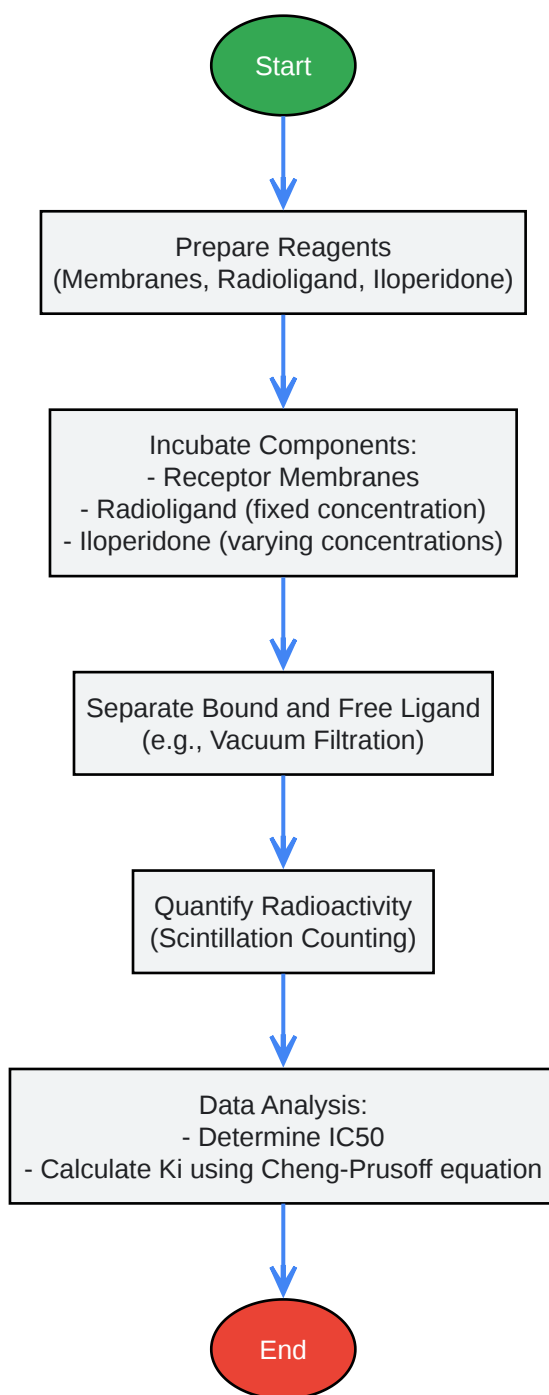 Start
Prepare Reagents
(Membranes, Radioligand, Iloperidone)
Incubate Components:
- Receptor Membranes
- Radioligand (fixed concentration)
- Iloperidone (varying concentrations)
Separate Bound and Free Ligand
(e.g., Vacuum Filtration)
Quantify Radioactivity
(Scintillation Counting)
Data Analysis:
- Determine IC50
- Calculate Ki using Cheng-Prusoff equation
End